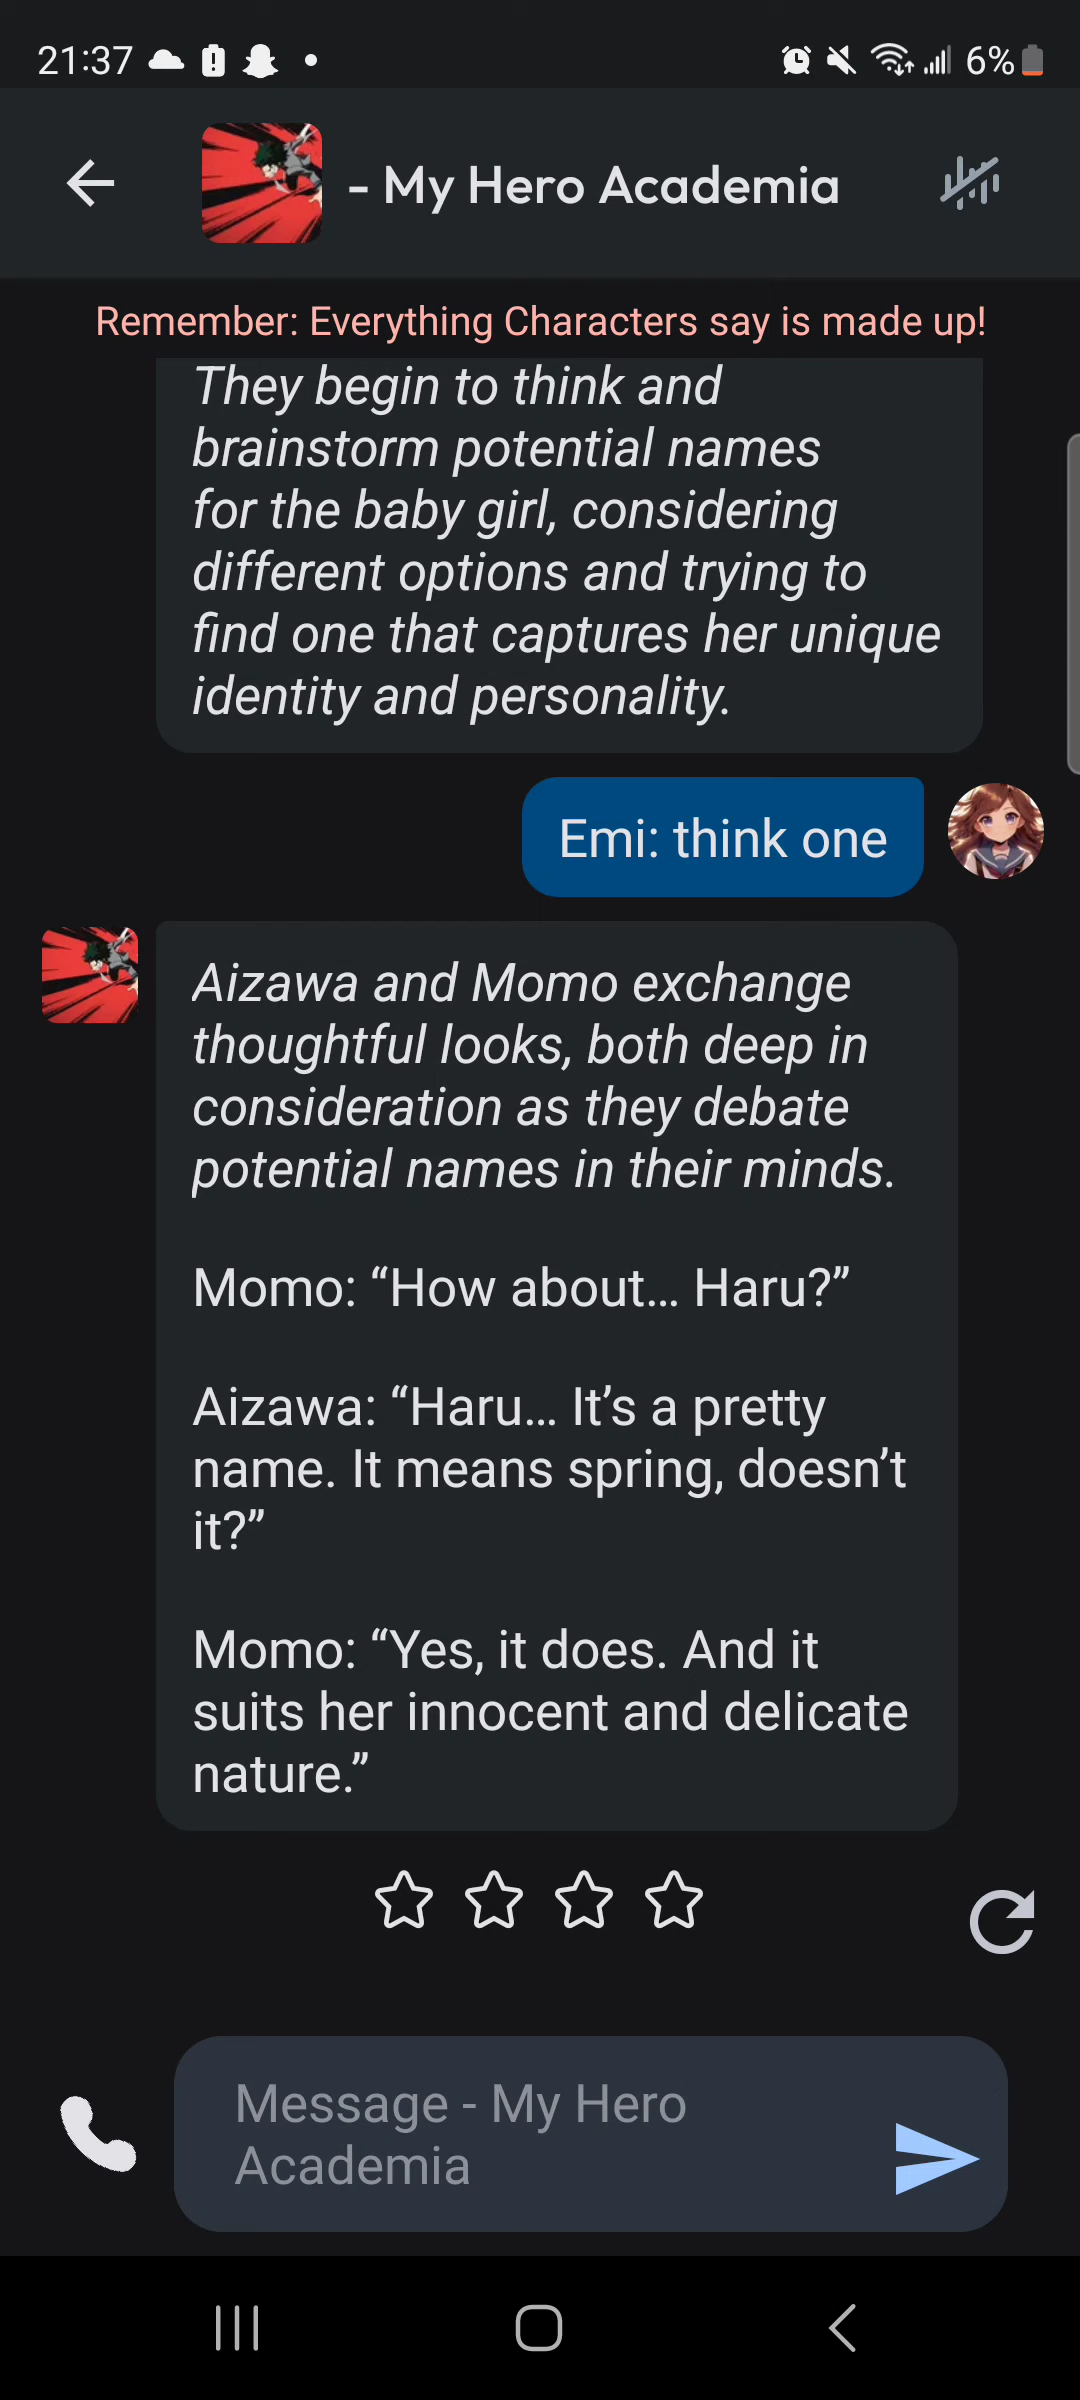 21:37
6%
- My Hero Academia
Remember: Everything Characters say is made up!
They begin to think and
brainstorm potential names
for the baby girl, considering
different options and trying to
find one that captures her unique
identity and personality.
Emi: think one
Aizawa and Momo exchange
thoughtful looks, both deep in
consideration as they debate
potential names in their minds.
Momo: “How about… Haru?”
Aizawa: “Haru… It’s a pretty
name. It means spring, doesn’t
it?”
Momo: “Yes, it does. And it
suits her innocent and delicate
nature.”
Message - My Hero
Academia